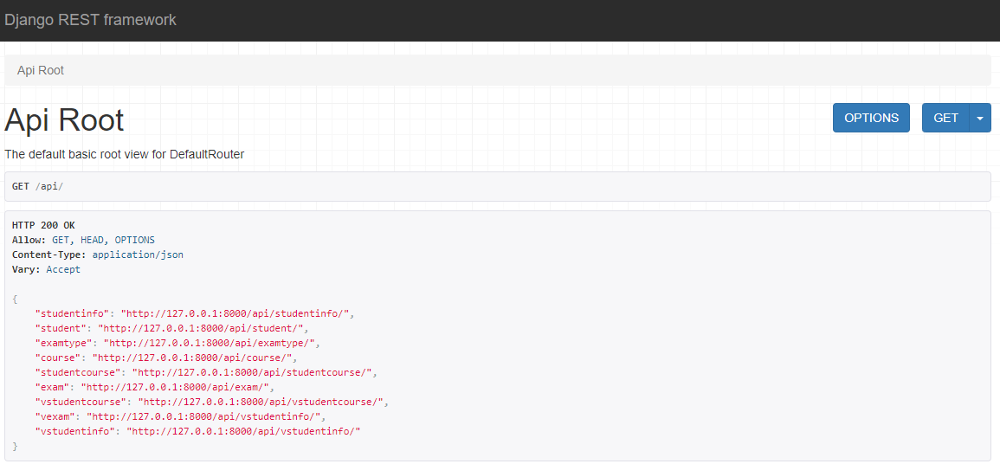 Django REST framework
Api Root
Api Root
OPTIONS
GET
The default basic root view for DefaultRouter
GET /api/
HTTP 200 OK
Allow: GET, HEAD, OPTIONS
Content-Type: application/json
Vary: Accept
{
    "studentinfo": "http://127.0.0.1:8000/api/studentinfo/",
    "student": "http://127.0.0.1:8000/api/student/",
    "examtype": "http://127.0.0.1:8000/api/examtype/",
    "course": "http://127.0.0.1:8000/api/course/",
    "studentcourse": "http://127.0.0.1:8000/api/studentcourse/",
    "exam": "http://127.0.0.1:8000/api/exam/",
    "vstudentcourse": "http://127.0.0.1:8000/api/vstudentcourse/",
    "vexam": "http://127.0.0.1:8000/api/vstudentinfo/",
    "vstudentinfo": "http://127.0.0.1:8000/api/vstudentinfo/"
}